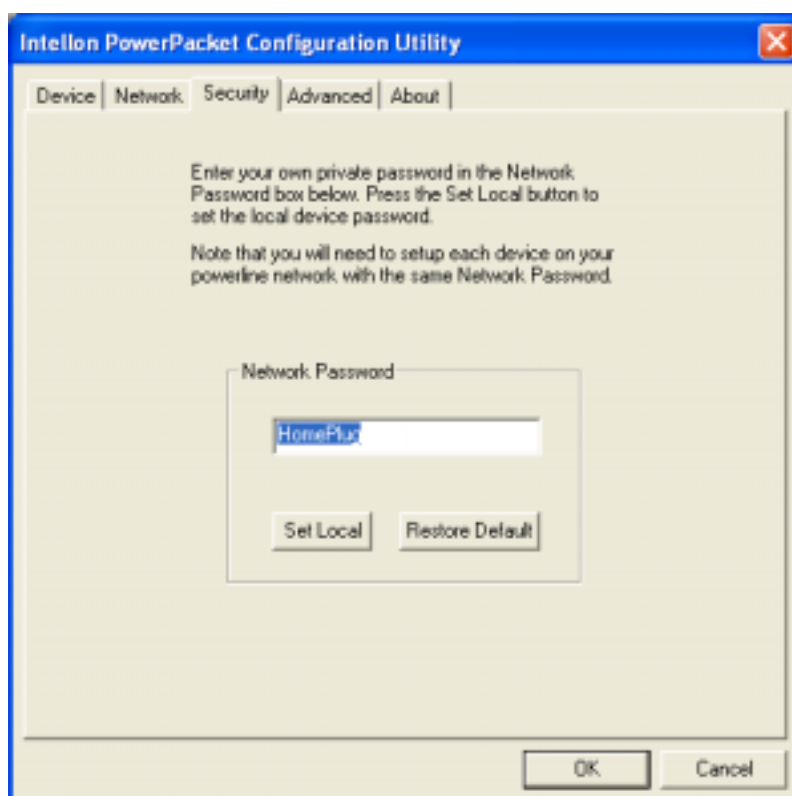 Intellon PowerPacket Configuration Utility
Device Network Security Advanced About
Enter your own private password in the Network
Password box below. Press the Set Local button to
set the local device password.
Note that you will need to setup each device on your
powerline network with the same Network Password.
Network Password
HomePlug
Set Local Restore Default
OK Cancel